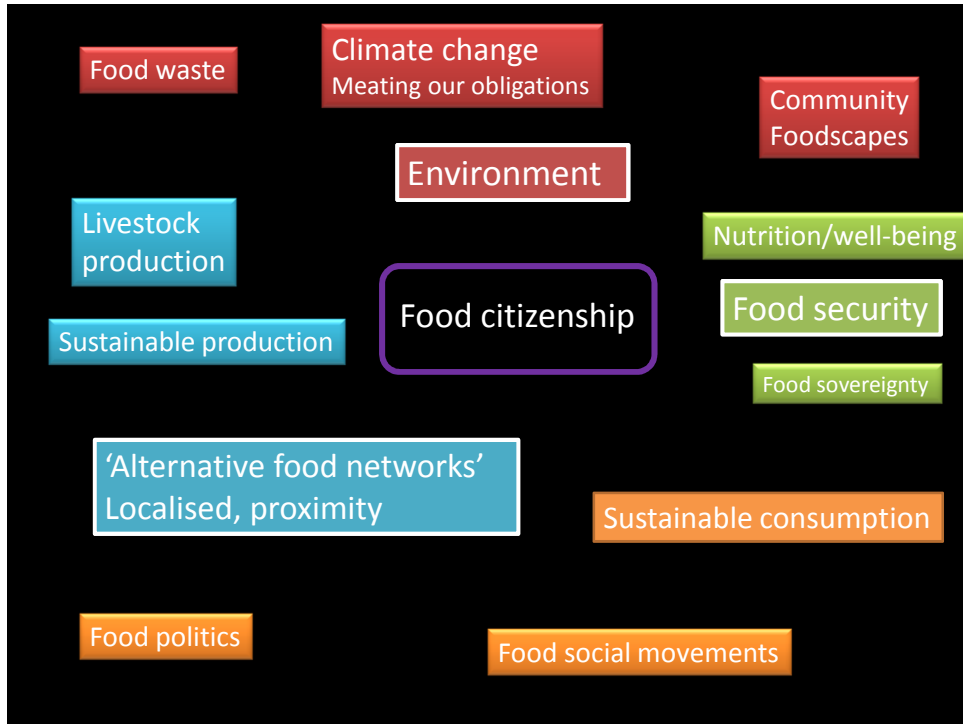 Food waste
Climate change
Meating our obligations
Community
Foodscapes
Environment
Livestock
production
Nutrition/well-being
Food citizenship
Food security
Sustainable production
Food sovereignty
‘Alternative food networks’
Localised, proximity
Sustainable consumption
Food politics
Food social movements